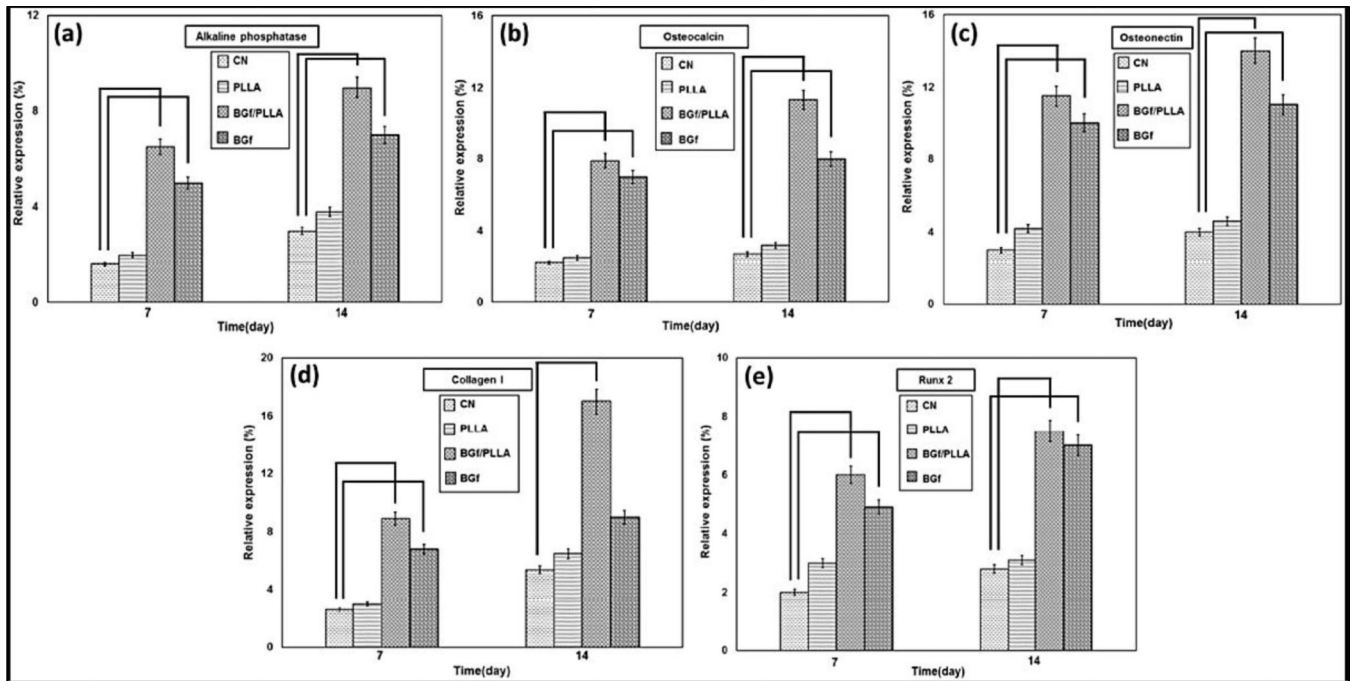 (a)
Alkaline phosphatase
CN
PLLA
BGf/PLLA
BGf
Relative expression (%)
12
8
4
0
7
14
Time(day)
(b)
Osteocalcin
CN
PLLA
BGf/PLLA
BGf
Relative expression (%)
16
12
8
4
0
7
14
Time(day)
(c)
Osteonectin
CN
PLLA
BGf/PLLA
BGf
Relative expression (%)
16
12
8
4
0
7
14
Time(day)
(d)
Collagen I
CN
PLLA
BGf/PLLA
BGf
Relative expression (%)
20
16
12
8
4
0
7
14
Time(day)
(e)
Runx 2
CN
PLLA
BGf/PLLA
BGf
Relative expression (%)
10
8
6
4
2
0
7
14
Time(day)